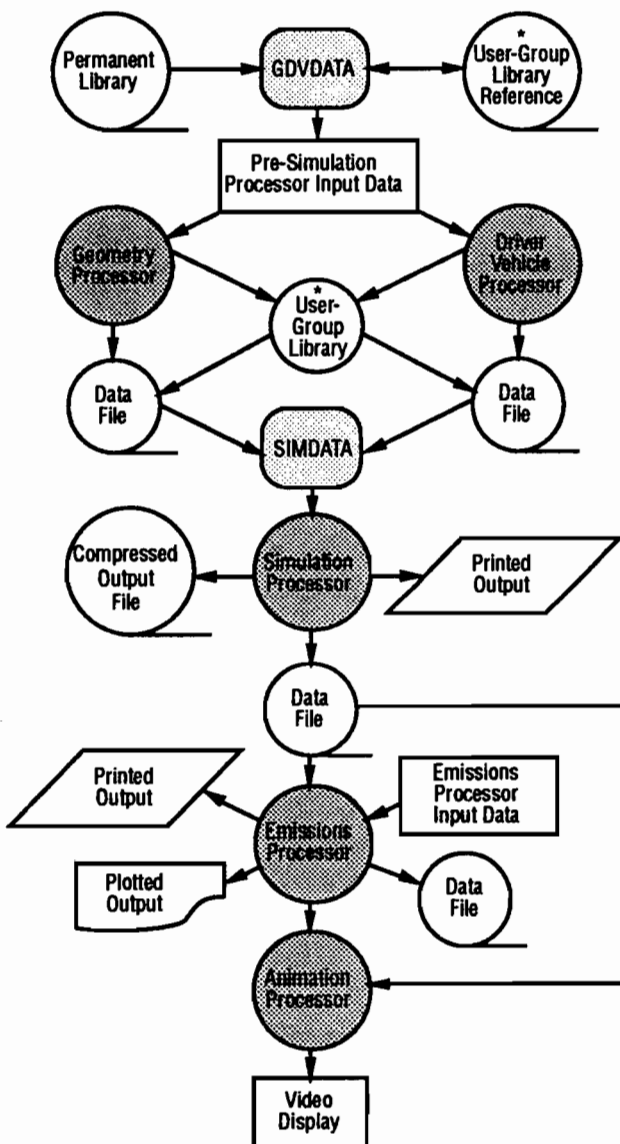 Permanent
Library
GDVDATA
*
User-Group
Library
Reference
Pre-Simulation
Processor Input Data
Geometry
Processor
Driver
Vehicle
Processor
*
User-
Group
Library
Data
File
Data
File
SIMDATA
Compressed
Output
File
Simulation
Processor
Printed
Output
Data
File
Printed
Output
Emissions
Processor
Input Data
Emissions
Processor
Plotted
Output
Data
File
Animation
Processor
Video
Display